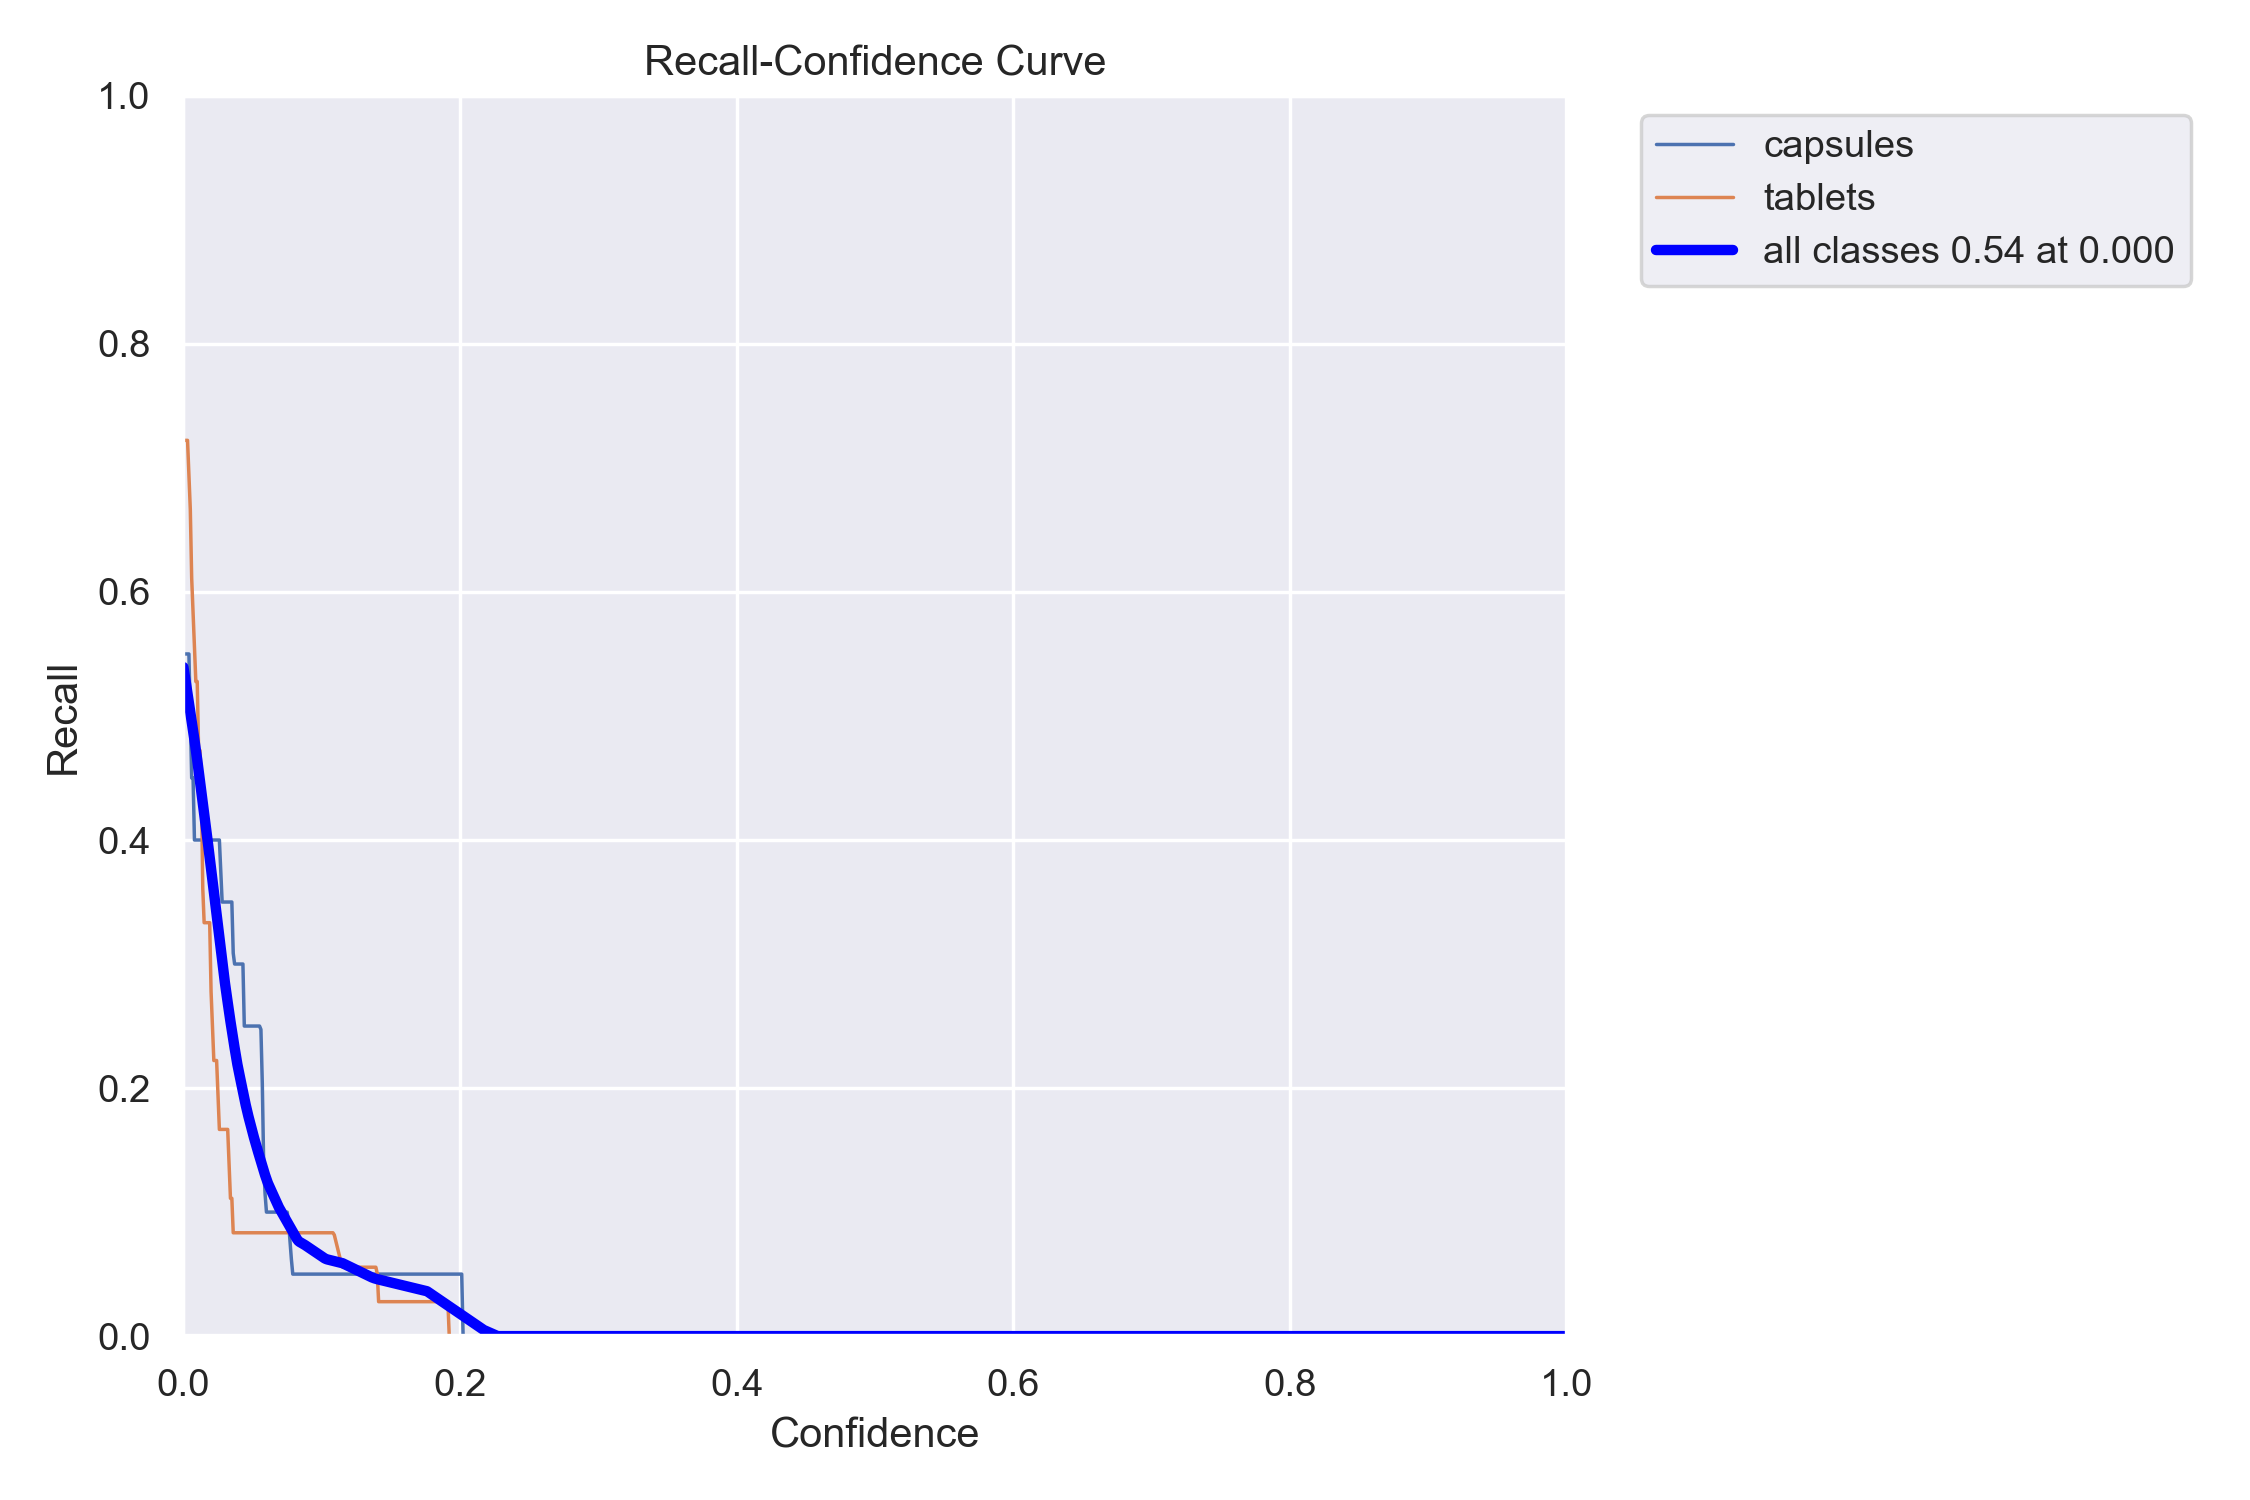 Recall-Confidence Curve
1.0
0.8
0.6
0.4
0.2
0.0
Recall
0.0 0.2 0.4 0.6 0.8 1.0
Confidence
capsules
tablets
all classes 0.54 at 0.000